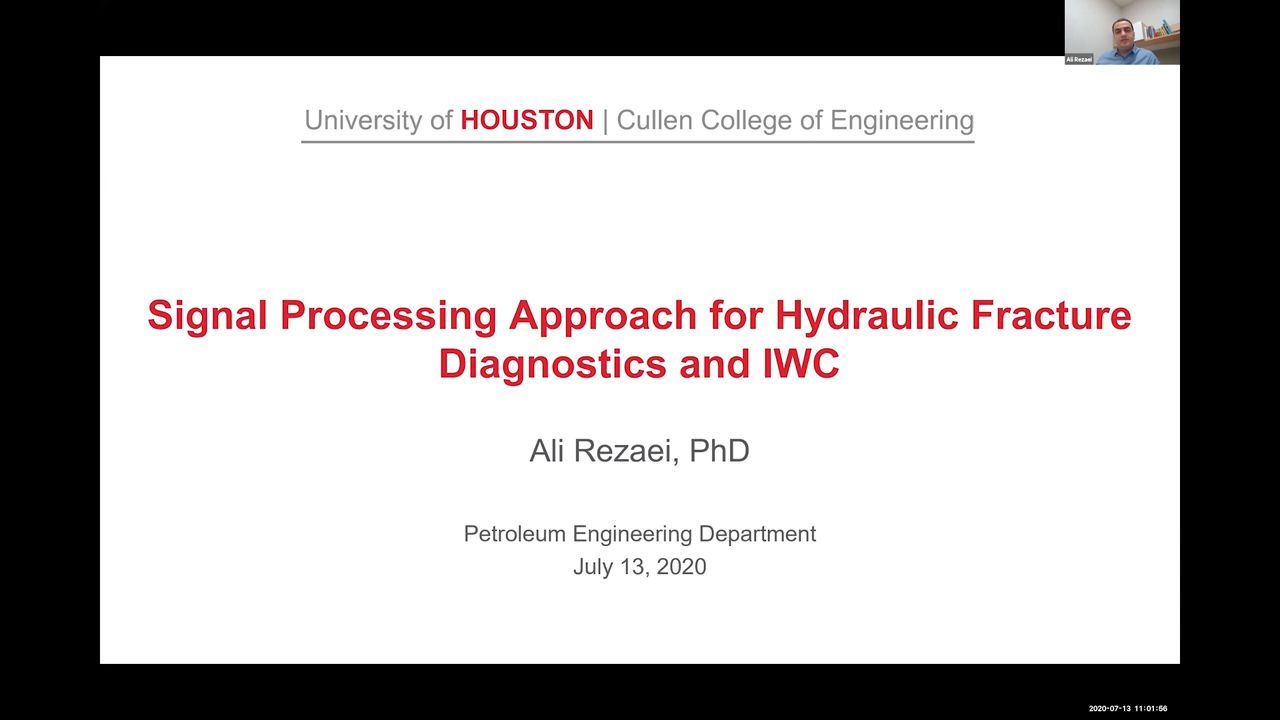 Ali Rezaei
University of HOUSTON | Cullen College of Engineering
Signal Processing Approach for Hydraulic Fracture
Diagnostics and IWC
Ali Rezaei, PhD
Petroleum Engineering Department
July 13, 2020
2020-07-13 11:01:56